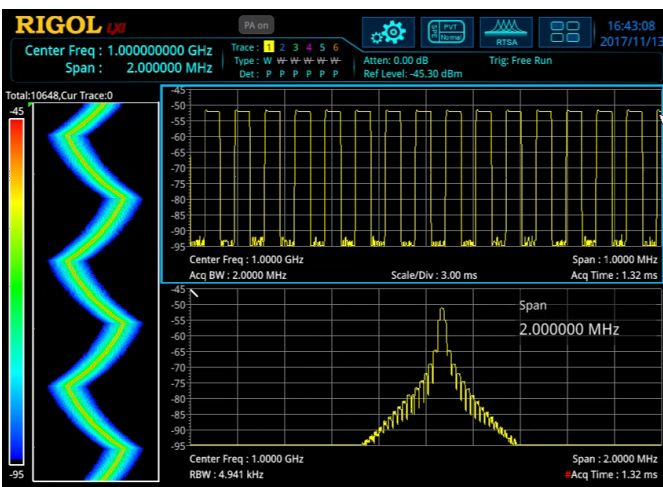 RIGOL LXI
PA on
SPE PVT Normal
RTSA
16:43:08
2017/11/13
Center Freq : 1.000000000 GHz
Span : 2.000000 MHz
Trace : 1 2 3 4 5 6
Type : W W W W W W
Det : P P P P P P
Atten: 0.00 dB
Ref Level: -45.30 dBm
Trig: Free Run
Total:10648,Cur Trace:0
-45
-95
-45
-50
-55
-60
-65
-70
-75
-80
-85
-90
-95
Center Freq : 1.0000 GHz
Span : 1.0000 MHz
Acq BW : 2.0000 MHz
Scale/Div : 3.00 ms
Acq Time : 1.32 ms
-45
-50
-55
-60
-65
-70
-75
-80
-85
-90
-95
Span
2.000000 MHz
Center Freq : 1.0000 GHz
Span : 2.0000 MHz
RBW : 4.941 kHz
#Acq Time : 1.32 ms